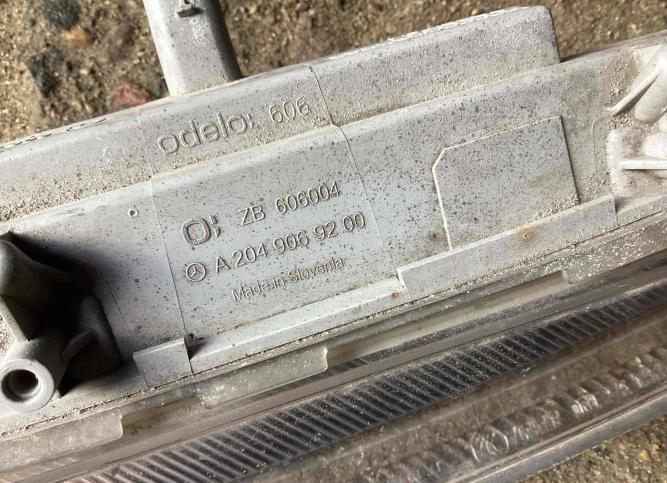 odelo: 606
ZB 606004
A 204 906 92 00
Made in Slovenia